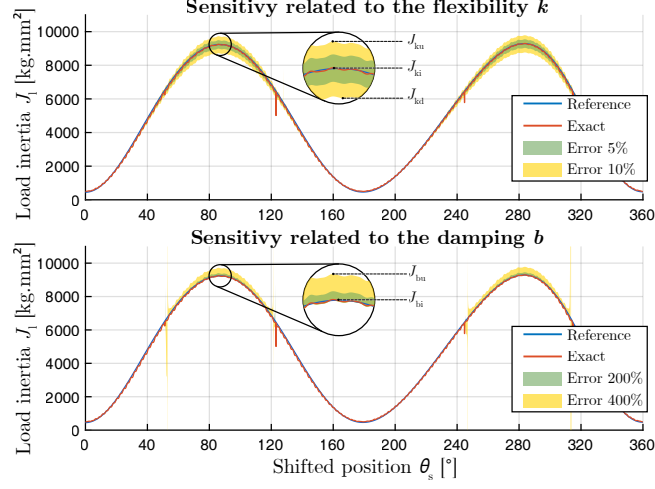 Sensitivy related to the flexibility k
Load inertia J_l [kg.mm²]
10000
8000
6000
4000
2000
0
J_ku
J_ki
J_kd
Reference
Exact
Error 5%
Error 10%
0 40 80 120 160 200 240 280 320 360
Sensitivy related to the damping b
Load inertia J_l [kg.mm²]
10000
8000
6000
4000
2000
0
J_bu
J_bi
Reference
Exact
Error 200%
Error 400%
0 40 80 120 160 200 240 280 320 360
Shifted position θ_s [°]